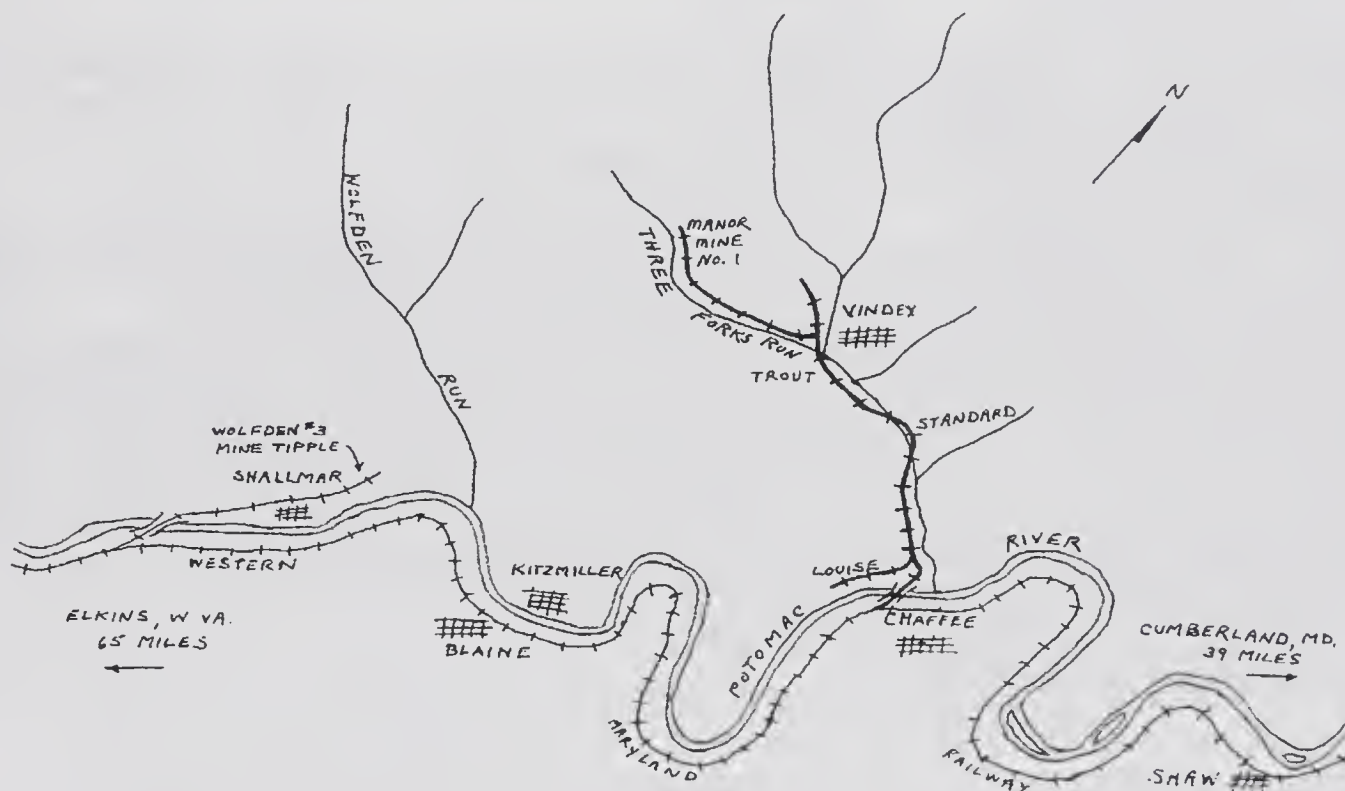 N
WOLFDEN
RUN
MANOR
MINE
No. 1
THREE
FORKS RUN
VINDEX
TROUT
STANDARD
WOLFDEN #3
MINE TIPPLE
SHALLMAR
WESTERN
KITZMILLER
LOUISE
RIVER
ELKINS, W VA.
65 MILES
BLAINE
POTOMAC
CHAFFEE
CUMBERLAND, MD.
39 MILES
MARYLAND
RAILWAY
SHAW